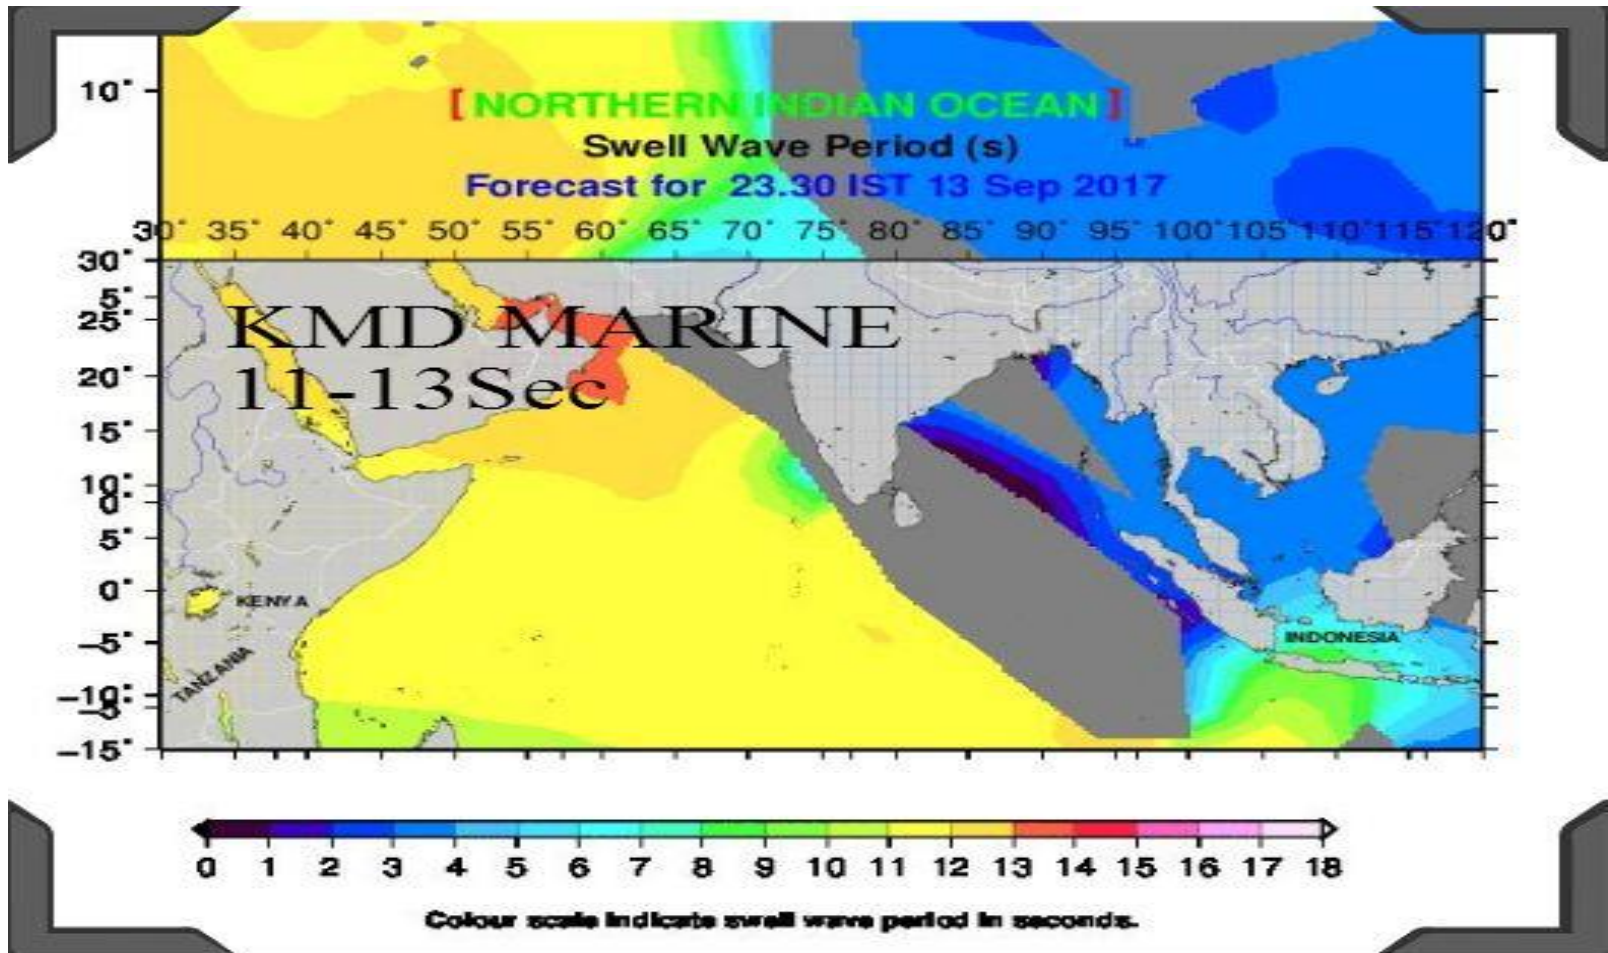 10°
[NORTHERN INDIAN OCEAN]
Swell Wave Period (s)
Forecast for 23.30 IST 13 Sep 2017
30° 35° 40° 45° 50° 55° 60° 65° 70° 75° 80° 85° 90° 95° 100° 105° 110° 115° 120°
30°
5°
25°
KMD MARINE
20°
11-13Sec
15°
10°
0°
5°
0°
KENYA
-5°
INDONESIA
TANZANIA
-10°
-15°
0 1 2 3 4 5 6 7 8 9 10 11 12 13 14 15 16 17 18
Colour scale indicate swell wave period in seconds.